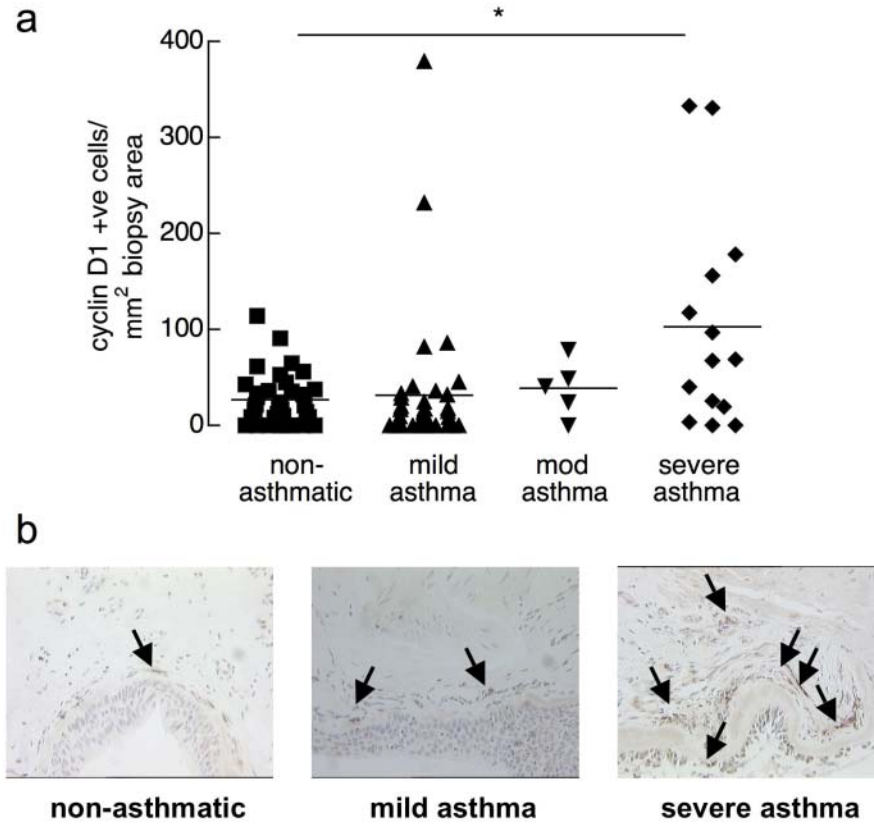 a
*
400
300
200
100
0
cyclin D1 +ve cells/
mm² biopsy area
non-
asthmatic
mild
asthma
mod
asthma
severe
asthma
b
non-asthmatic
mild asthma
severe asthma